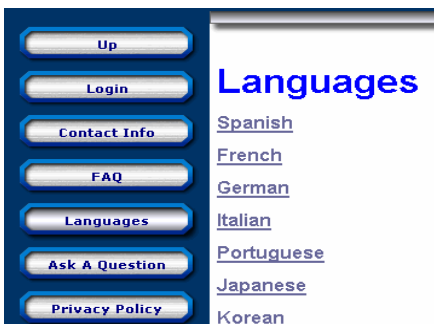 Up
Login
Contact Info
FAQ
Languages
Ask A Question
Privacy Policy
Languages
Spanish
French
German
Italian
Portuguese
Japanese
Korean